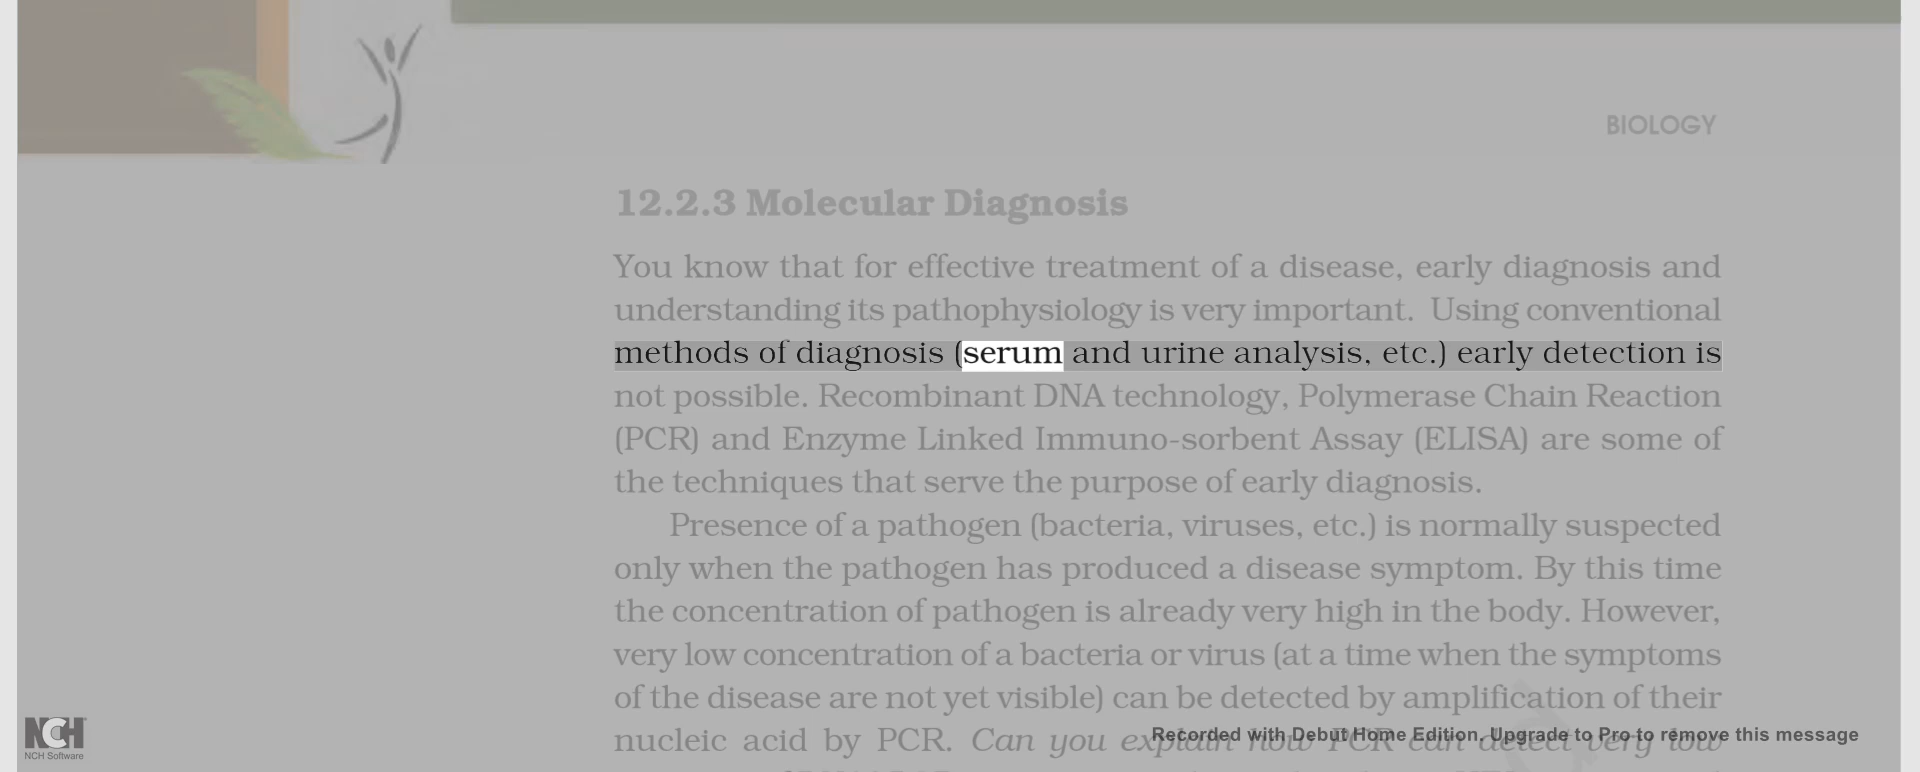 BIOLOGY
12.2.3 Molecular Diagnosis
You know that for effective treatment of a disease, early diagnosis and
understanding its pathophysiology is very important. Using conventional
methods of diagnosis (serum and urine analysis, etc.) early detection is
not possible. Recombinant DNA technology, Polymerase Chain Reaction
(PCR) and Enzyme Linked Immuno-sorbent Assay (ELISA) are some of
the techniques that serve the purpose of early diagnosis.
Presence of a pathogen (bacteria, viruses, etc.) is normally suspected
only when the pathogen has produced a disease symptom. By this time
the concentration of pathogen is already very high in the body. However,
very low concentration of a bacteria or virus (at a time when the symptoms
of the disease are not yet visible) can be detected by amplification of their
nucleic acid by PCR. Can you explain how PCR can detect very low
Recorded with Debut Home Edition. Upgrade to Pro to remove this message
NCH
NCH Software